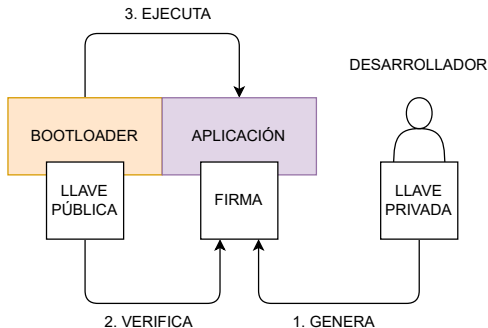 3. EJECUTA
DESARROLLADOR
BOOTLOADER
APLICACIÓN
LLAVE
PÚBLICA
FIRMA
LLAVE
PRIVADA
2. VERIFICA
1. GENERA